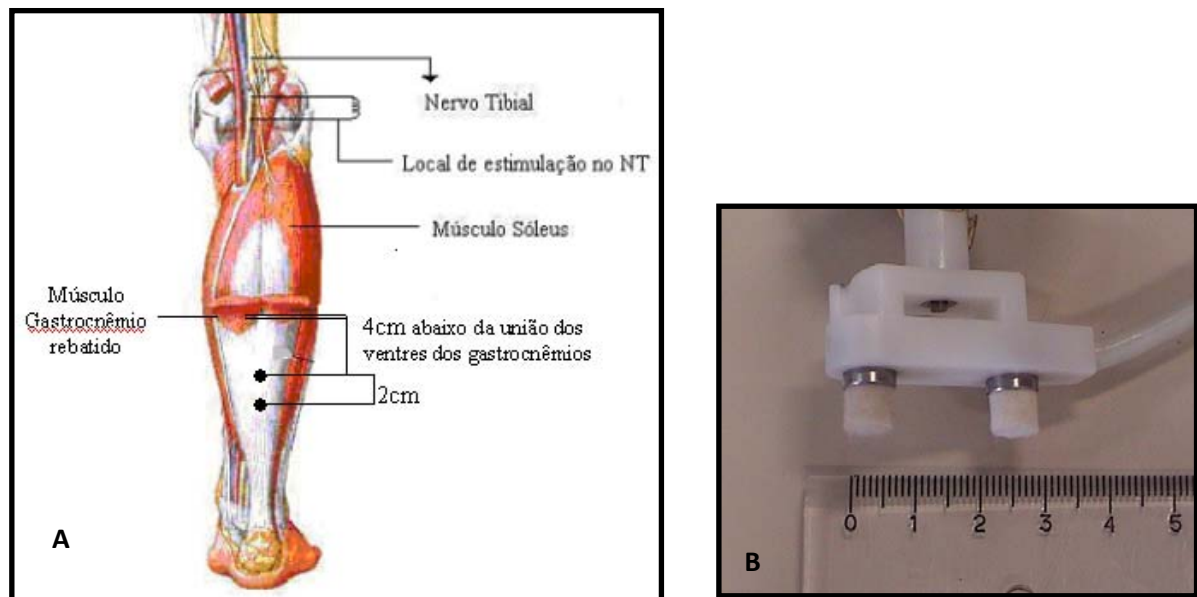 Nervo Tibial
Local de estimulação no NT
Músculo Sóleus
Músculo
Gastrocnêmio
rebatido
4cm abaixo da união dos
ventres dos gastrocnêmios
2cm
A
0 1 2 3 4 5
B